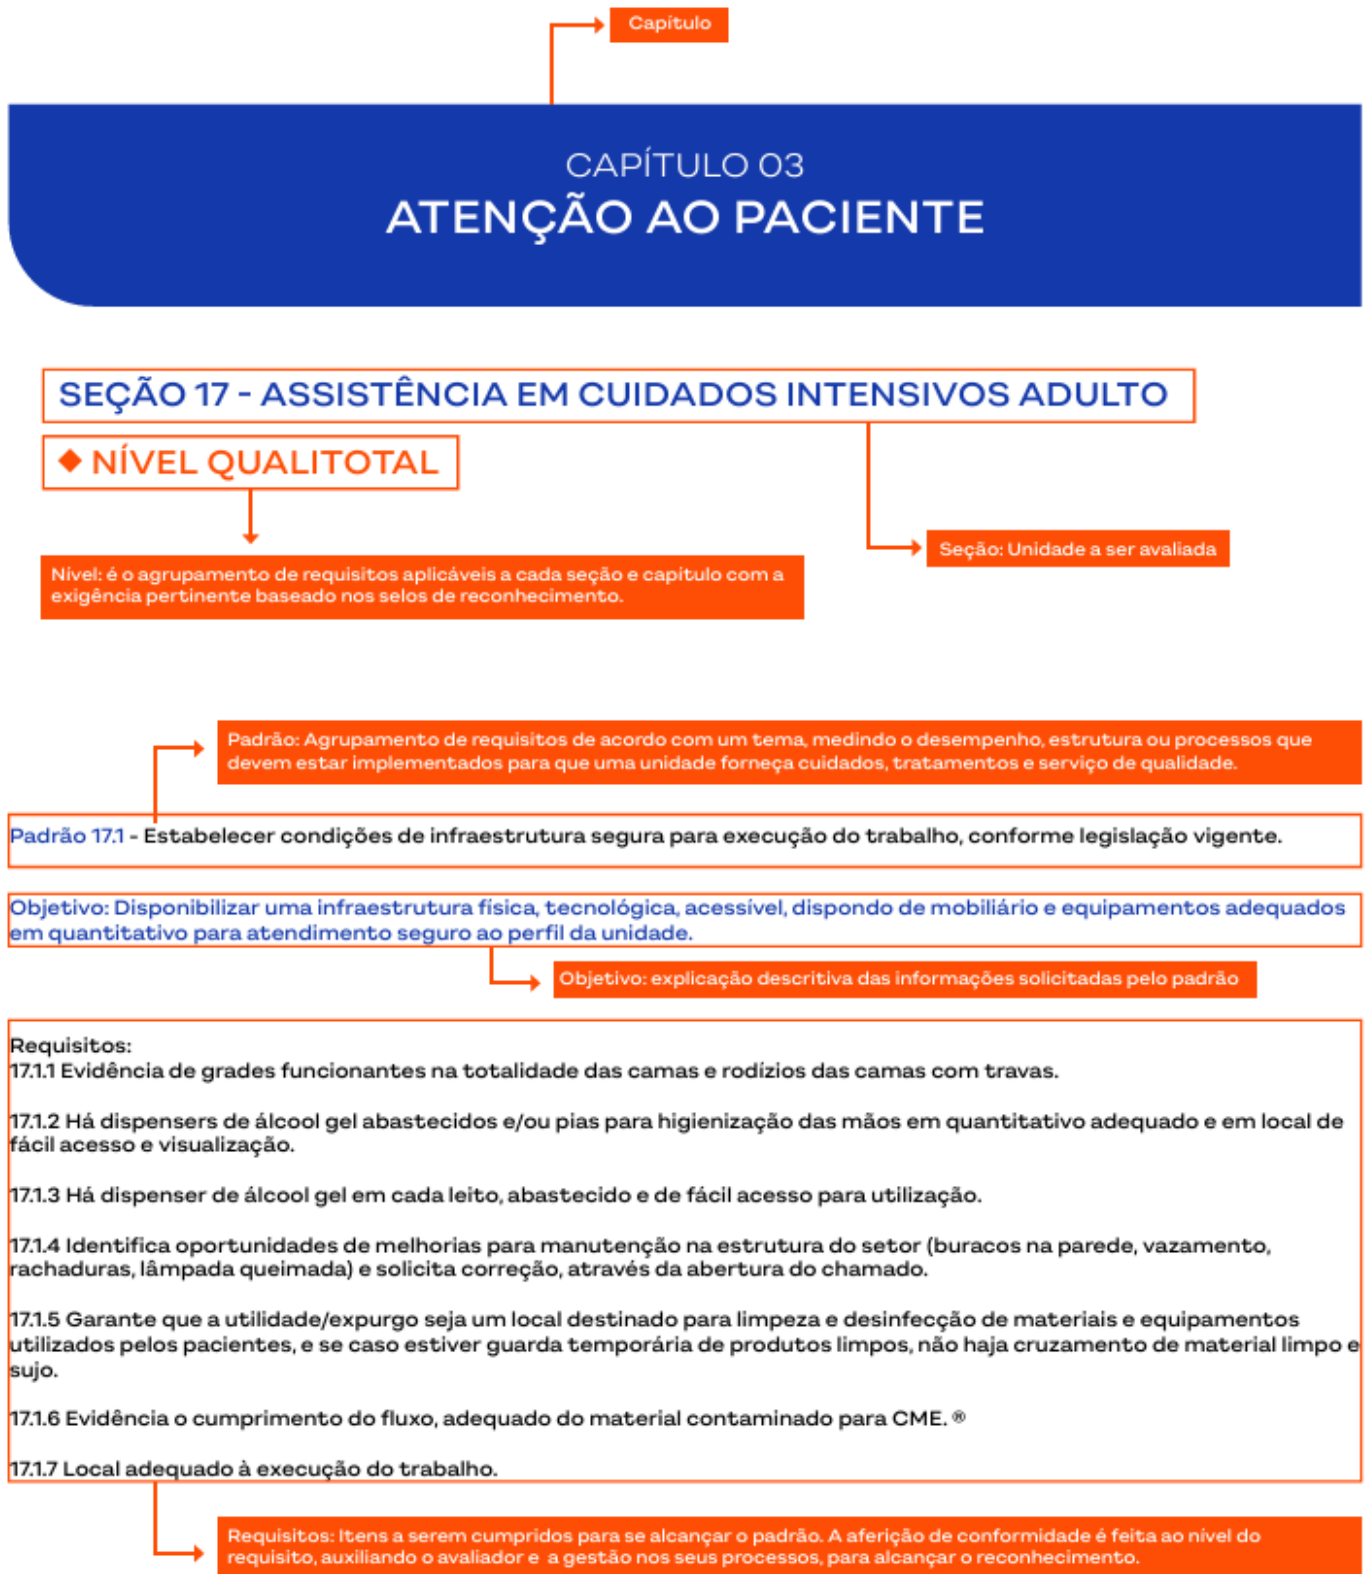 Capítulo
CAPÍTULO 03
ATENÇÃO AO PACIENTE
SEÇÃO 17 - ASSISTÊNCIA EM CUIDADOS INTENSIVOS ADULTO
◆ NÍVEL QUALITOTAL
Seção: Unidade a ser avaliada
Nível: é o agrupamento de requisitos aplicáveis a cada seção e capítulo com a
exigência pertinente baseado nos selos de reconhecimento.
Padrão: Agrupamento de requisitos de acordo com um tema, medindo o desempenho, estrutura ou processos que
devem estar implementados para que uma unidade forneça cuidados, tratamentos e serviço de qualidade.
Padrão 17.1 - Estabelecer condições de infraestrutura segura para execução do trabalho, conforme legislação vigente.
Objetivo: Disponibilizar uma infraestrutura física, tecnológica, acessível, dispondo de mobiliário e equipamentos adequados
em quantitativo para atendimento seguro ao perfil da unidade.
Objetivo: explicação descritiva das informações solicitadas pelo padrão
Requisitos:
17.1.1 Evidência de grades funcionantes na totalidade das camas e rodízios das camas com travas.
17.1.2 Há dispensers de álcool gel abastecidos e/ou pias para higienização das mãos em quantitativo adequado e em local de
fácil acesso e visualização.
17.1.3 Há dispenser de álcool gel em cada leito, abastecido e de fácil acesso para utilização.
17.1.4 Identifica oportunidades de melhorias para manutenção na estrutura do setor (buracos na parede, vazamento,
rachaduras, lâmpada queimada) e solicita correção, através da abertura do chamado.
17.1.5 Garante que a utilidade/expurgo seja um local destinado para limpeza e desinfecção de materiais e equipamentos
utilizados pelos pacientes, e se caso estiver guarda temporária de produtos limpos, não haja cruzamento de material limpo e
sujo.
17.1.6 Evidência o cumprimento do fluxo, adequado do material contaminado para CME. ®
17.1.7 Local adequado à execução do trabalho.
Requisitos: Itens a serem cumpridos para se alcançar o padrão. A aferição de conformidade é feita ao nível do
requisito, auxiliando o avaliador e a gestão nos seus processos, para alcançar o reconhecimento.